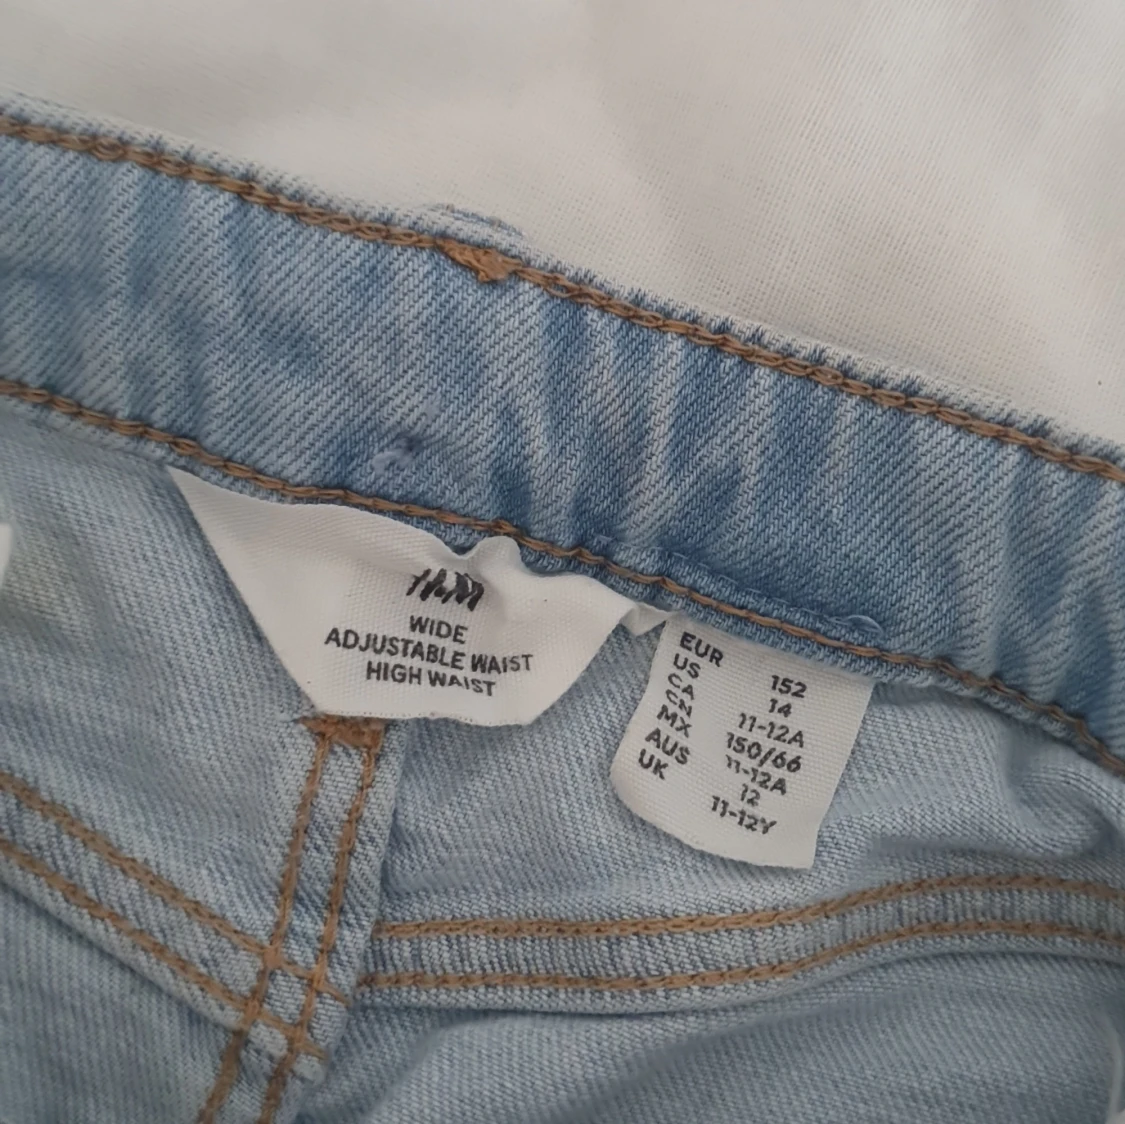 H&M
WIDE
ADJUSTABLE WAIST
HIGH WAIST
EUR 152
US 14
CA 11-12A
CN 150/66
MX 11-12A
AUS 12
UK 11-12Y